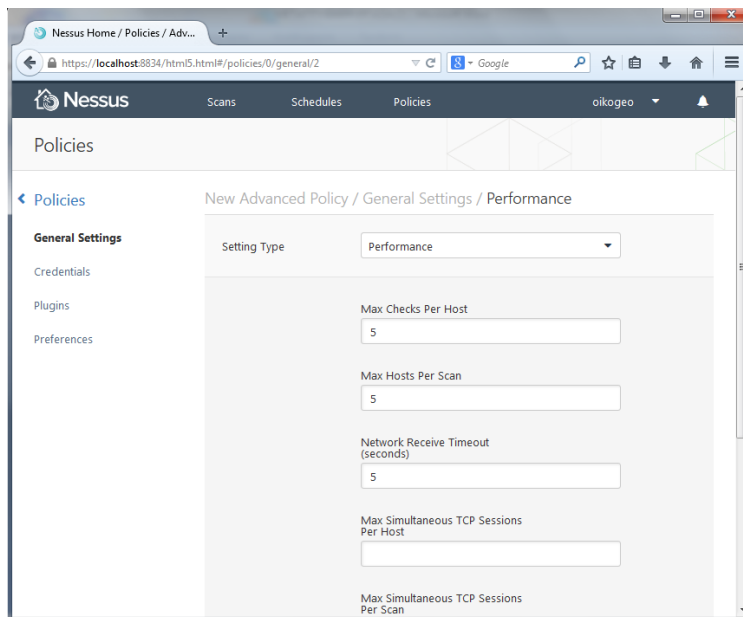 Nessus Home / Policies / Adv...
https://localhost:8834/html5.html#/policies/0/general/2
Google
Nessus
Scans
Schedules
Policies
oikogeo
Policies
Policies
New Advanced Policy / General Settings / Performance
General Settings
Setting Type
Performance
Credentials
Plugins
Preferences
Max Checks Per Host
5
Max Hosts Per Scan
5
Network Receive Timeout
(seconds)
5
Max Simultaneous TCP Sessions
Per Host
Max Simultaneous TCP Sessions
Per Scan